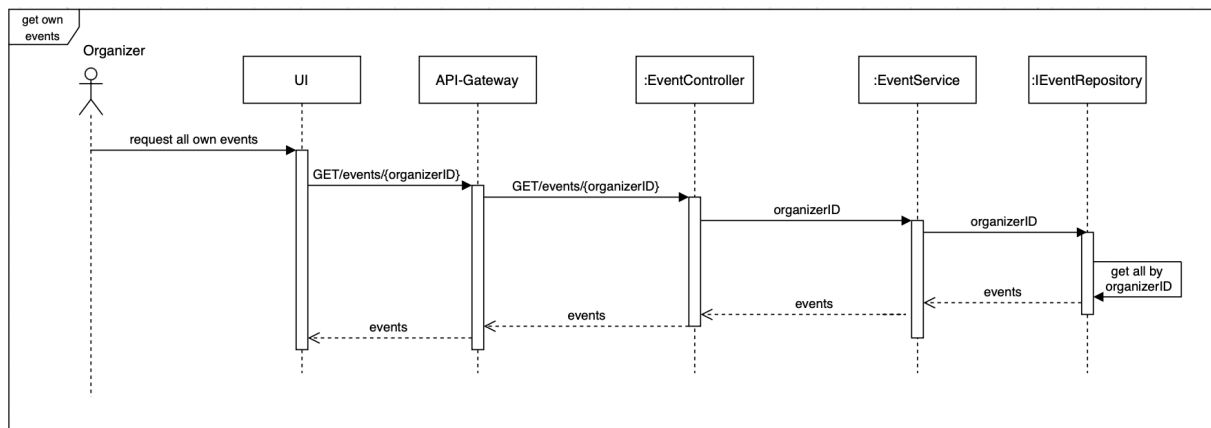 get own
events
Organizer
UI
API-Gateway
:EventController
:EventService
:IEventRepository
request all own events
GET/events/{organizerID}
GET/events/{organizerID}
organizerID
organizerID
get all by
organizerID
events
events
events
events